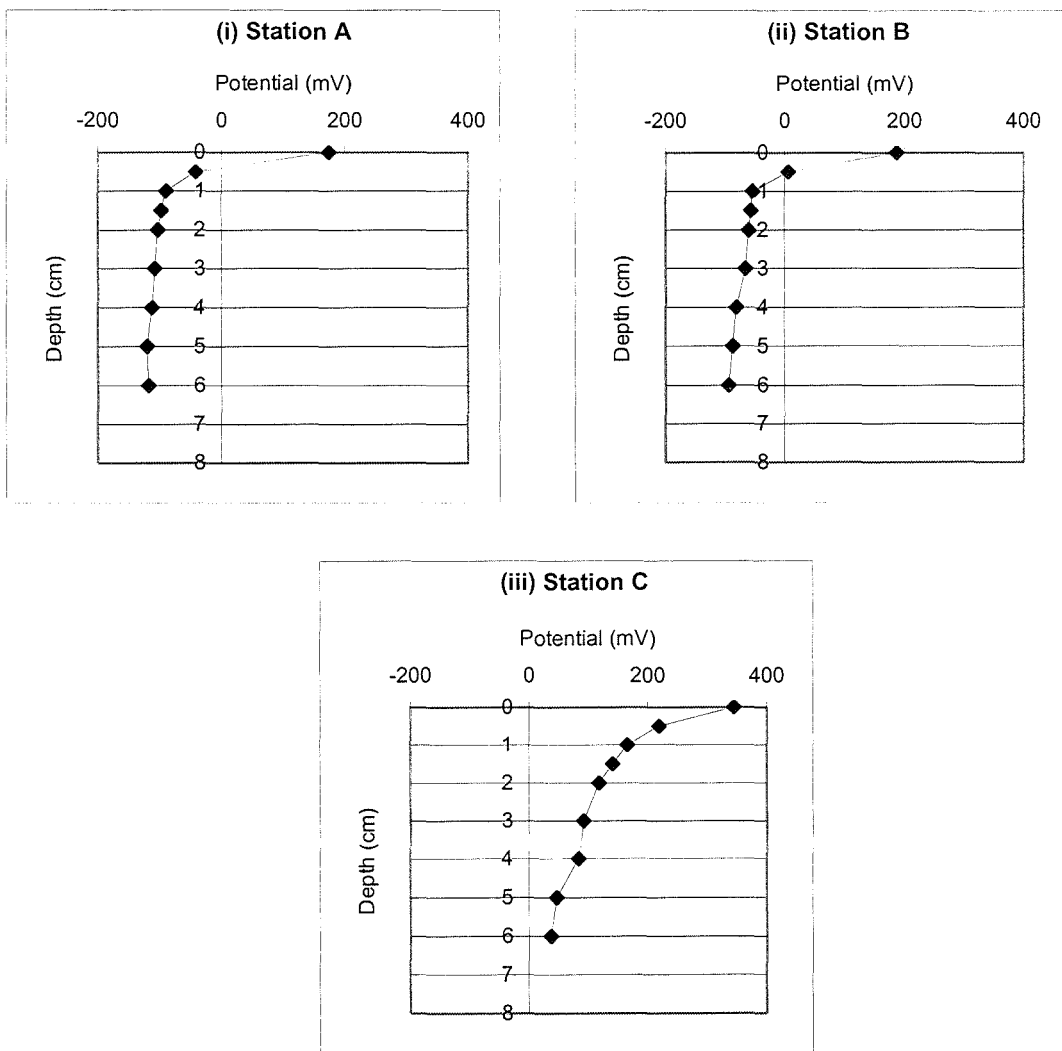 (i) Station A
Potential (mV)
-200 0 200 400
0
1
2
3
4
5
6
7
8
Depth (cm)
(ii) Station B
Potential (mV)
-200 0 200 400
0
1
2
3
4
5
6
7
8
Depth (cm)
(iii) Station C
Potential (mV)
-200 0 200 400
0
1
2
3
4
5
6
7
8
Depth (cm)